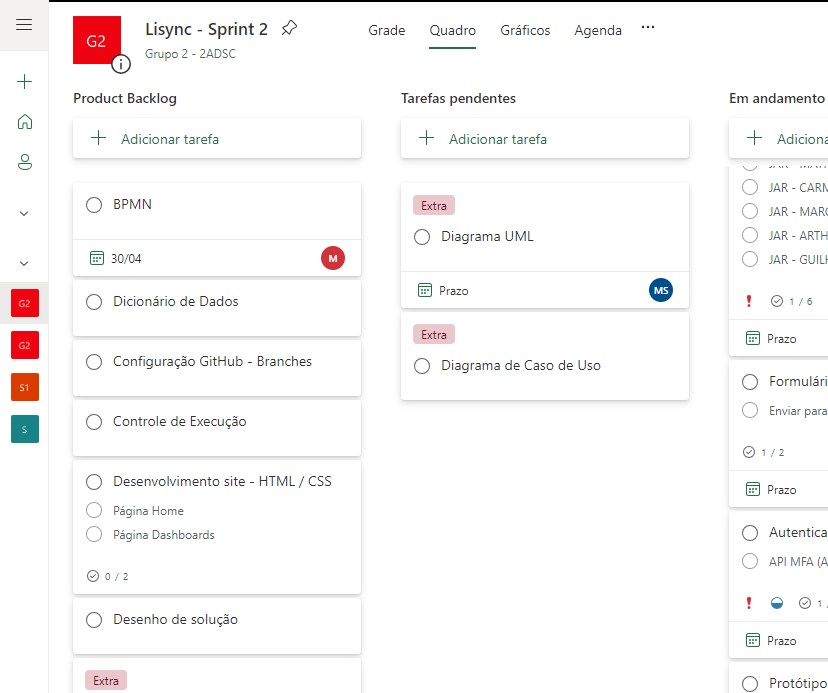 G2
Lisync - Sprint 2
Grupo 2 - 2ADSC
Grade
Quadro
Gráficos
Agenda
G2
G2
S1
S
Product Backlog
Adicionar tarefa
BPMN
30/04
M
Dicionário de Dados
Configuração GitHub - Branches
Controle de Execução
Desenvolvimento site - HTML / CSS
Página Home
Página Dashboards
0 / 2
Desenho de solução
Extra
Tarefas pendentes
Adicionar tarefa
Extra
Diagrama UML
Prazo
MS
Extra
Diagrama de Caso de Uso
Em andamento
Adiciona
JAR - CARM
JAR - MARC
JAR - ARTH
JAR - GUILH
1 / 6
Prazo
Formulári
Enviar para
1 / 2
Prazo
Autentica
API MFA (A
1 /
Prazo
Protótipo